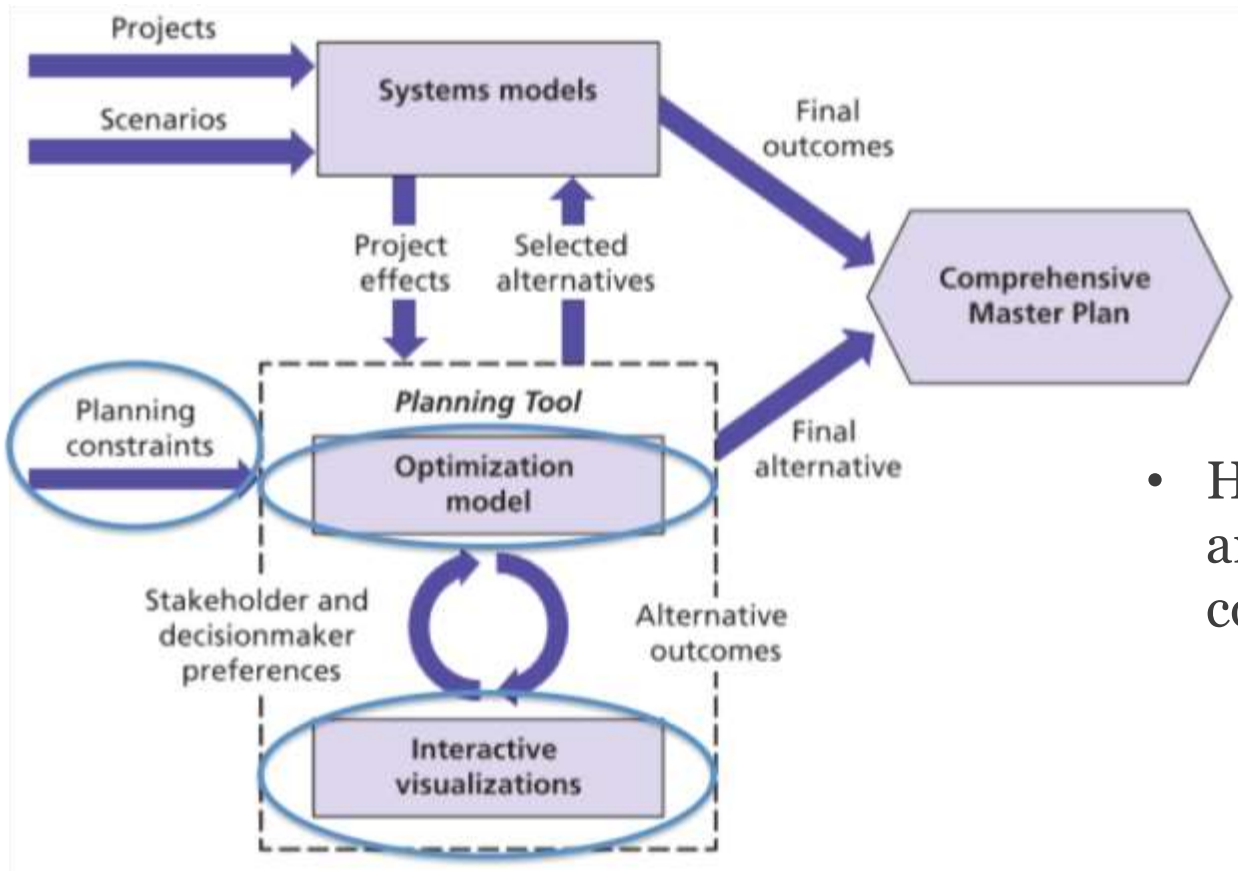 Projects
Scenarios
Systems models
Final
outcomes
Project
effects
Selected
alternatives
Comprehensive
Master Plan
Planning
constraints
Planning Tool
Optimization
model
Final
alternative
Stakeholder and
decisionmaker
preferences
Alternative
outcomes
Interactive
visualizations
•